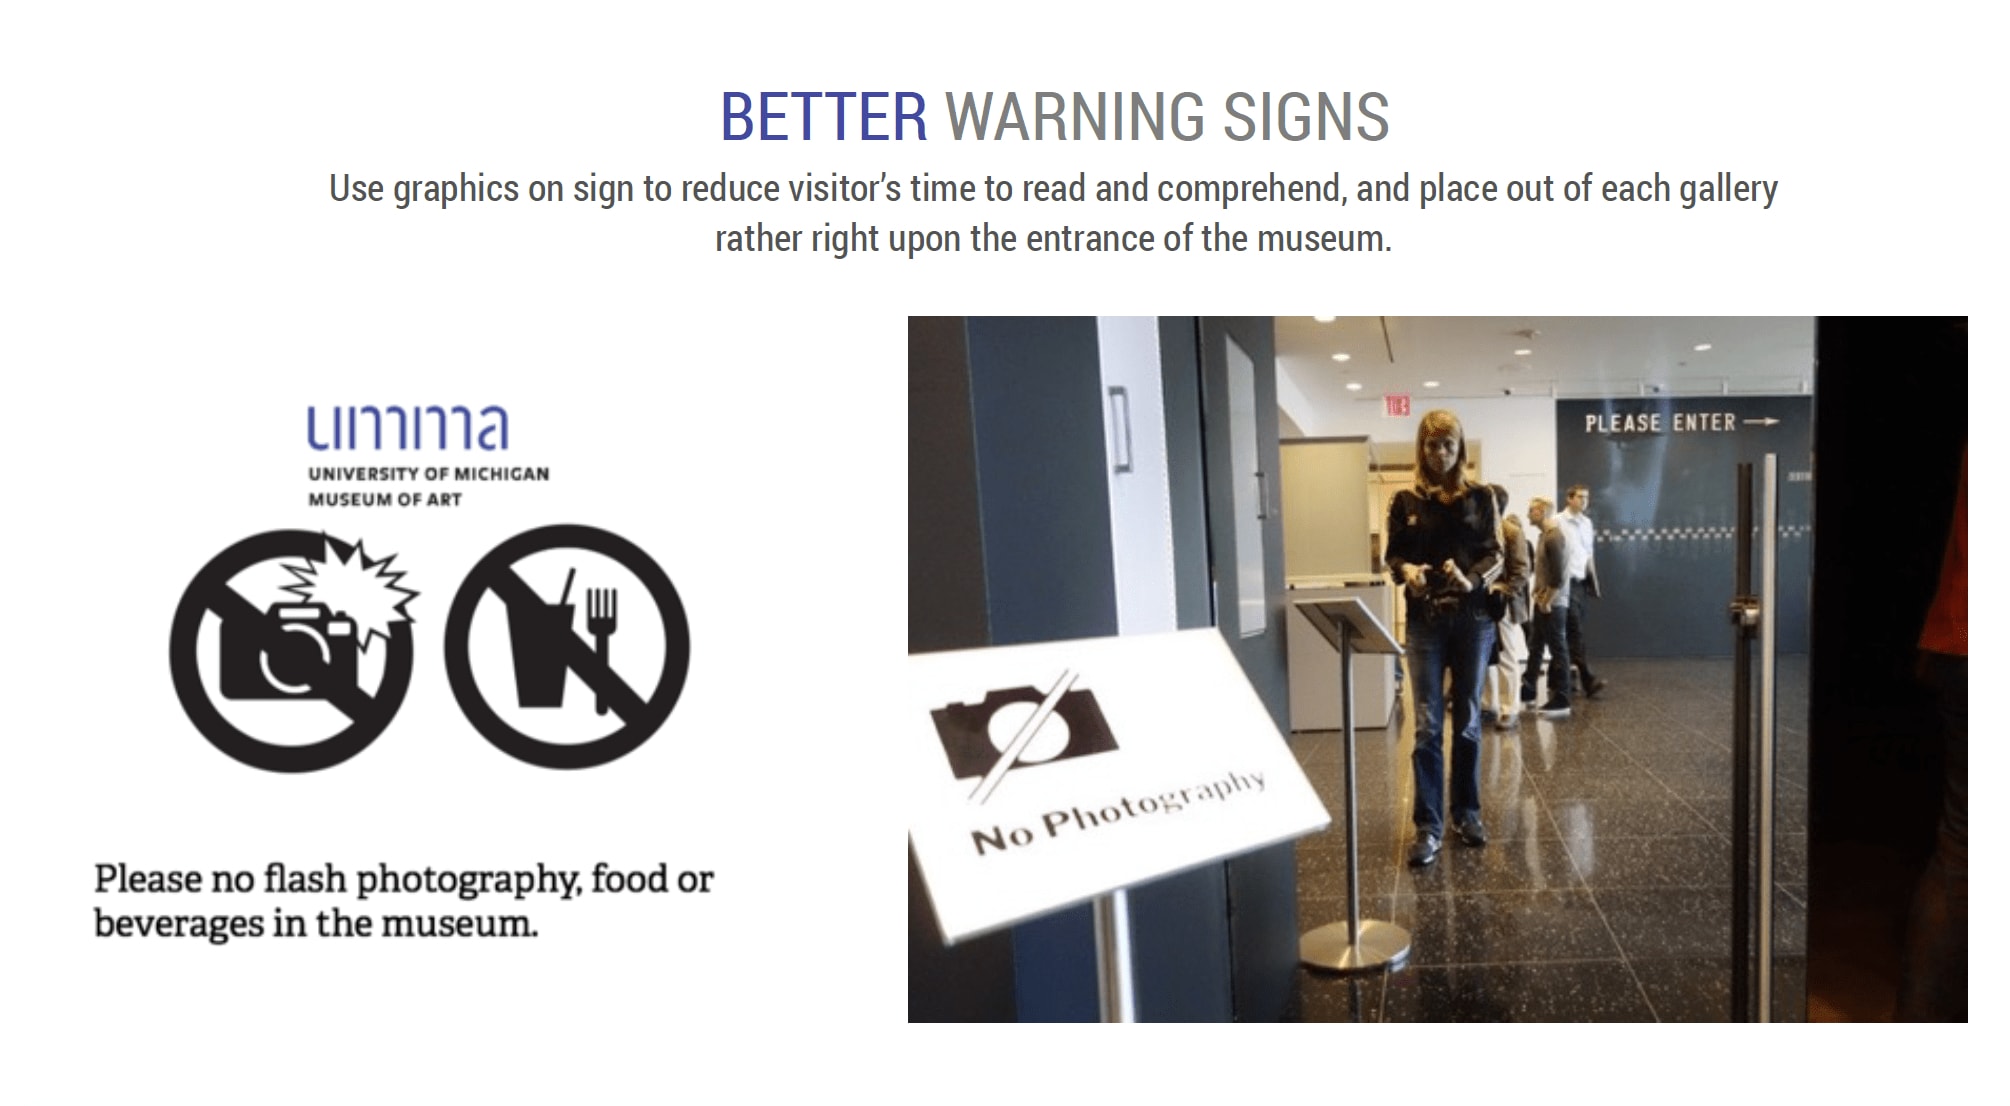 BETTER WARNING SIGNS
Use graphics on sign to reduce visitor's time to read and comprehend, and place out of each gallery
rather right upon the entrance of the museum.
umma
UNIVERSITY OF MICHIGAN
MUSEUM OF ART
Please no flash photography, food or
beverages in the museum.
PLEASE ENTER →
No Photography